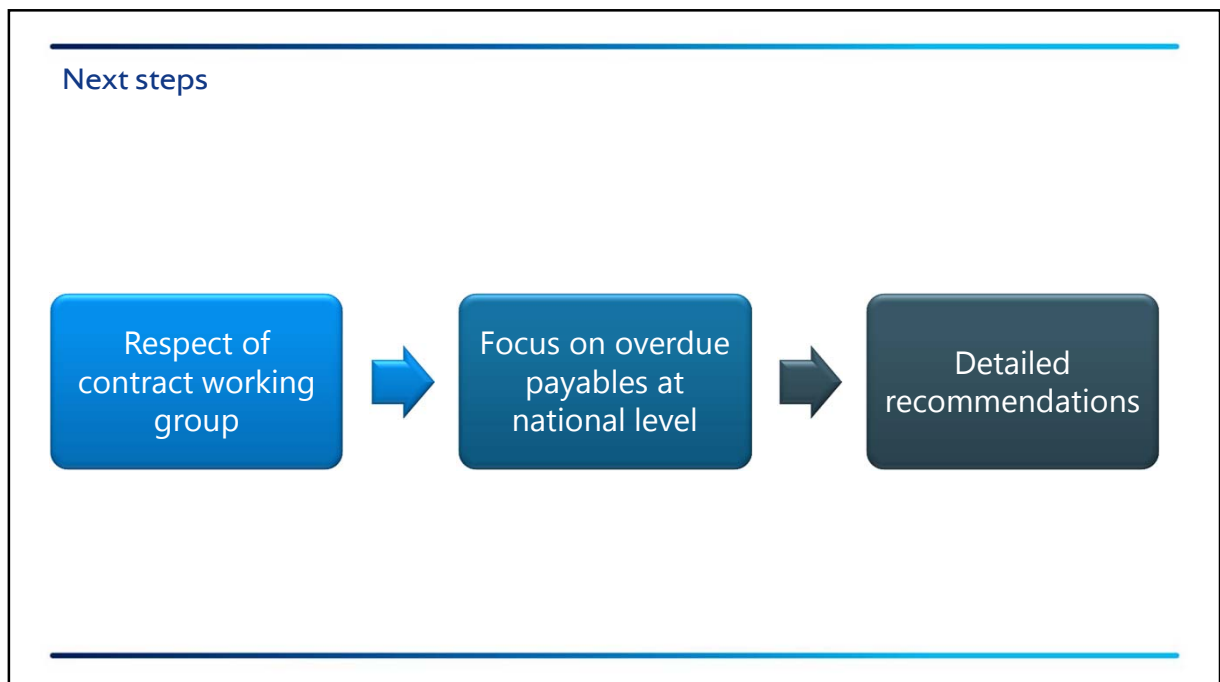 Next steps
Respect of
contract working
group
Focus on overdue
payables at
national level
Detailed
recommendations